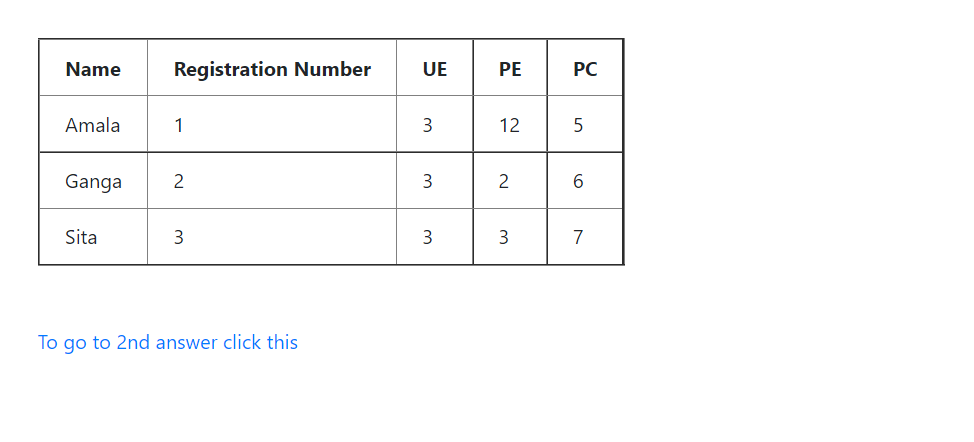 Name Registration Number UE PE PC
Amala 1 3 12 5
Ganga 2 3 2 6
Sita 3 3 3 7
To go to 2nd answer click this